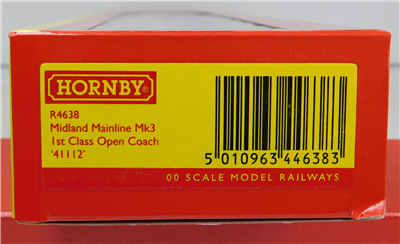 HORNBY®
R4638
Midland Mainline Mk3
1st Class Open Coach
'41112'
5 010963 446383
00 SCALE MODEL RAILWAYS